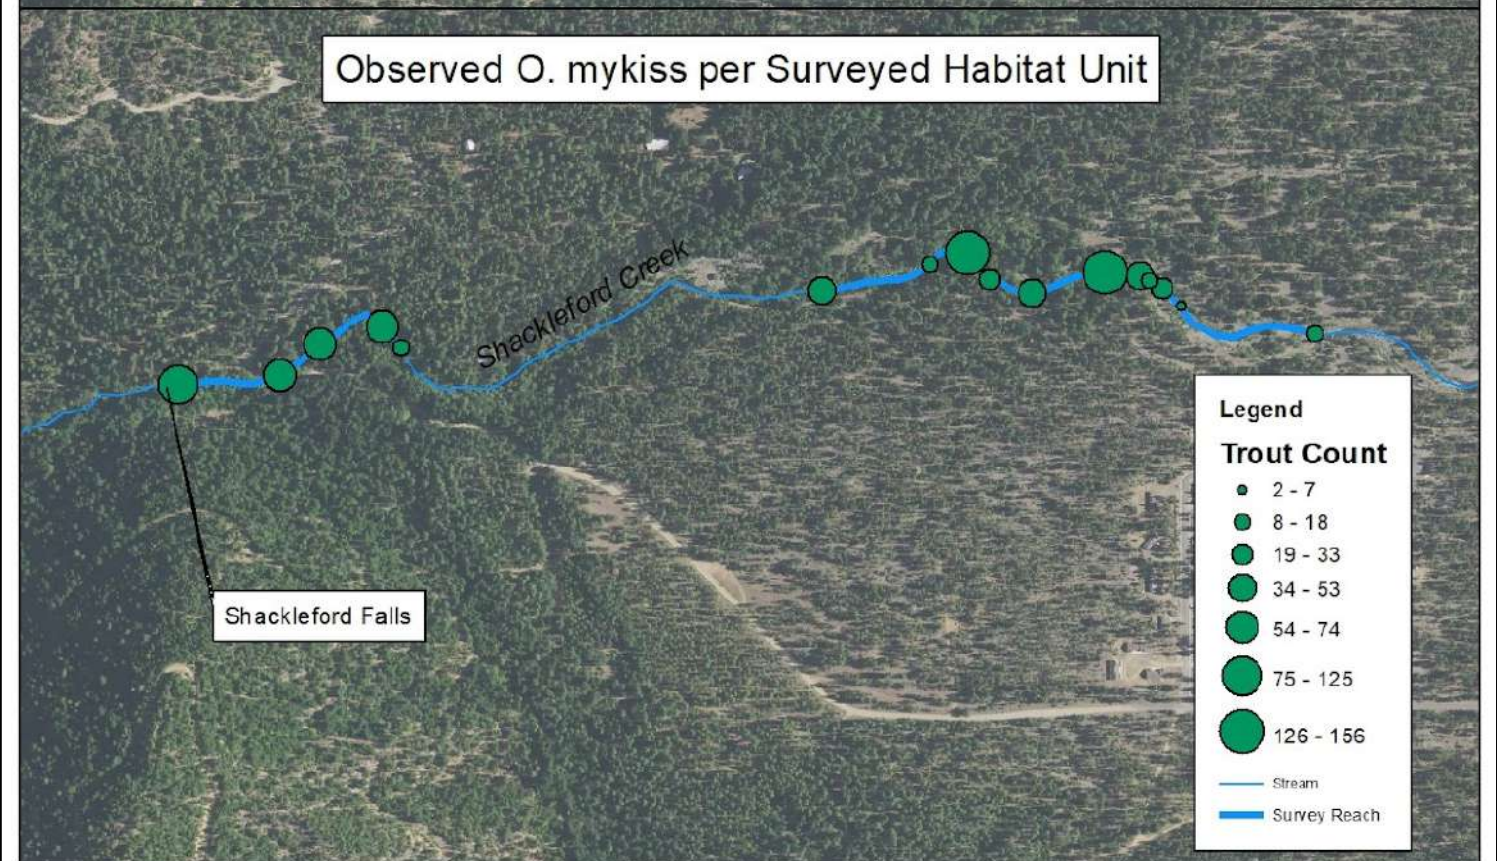 Observed O. mykiss per Surveyed Habitat Unit
Shackleford Creek
Shackleford Falls
Legend
Trout Count
2 - 7
8 - 18
19 - 33
34 - 53
54 - 74
75 - 125
126 - 156
Stream
Survey Reach